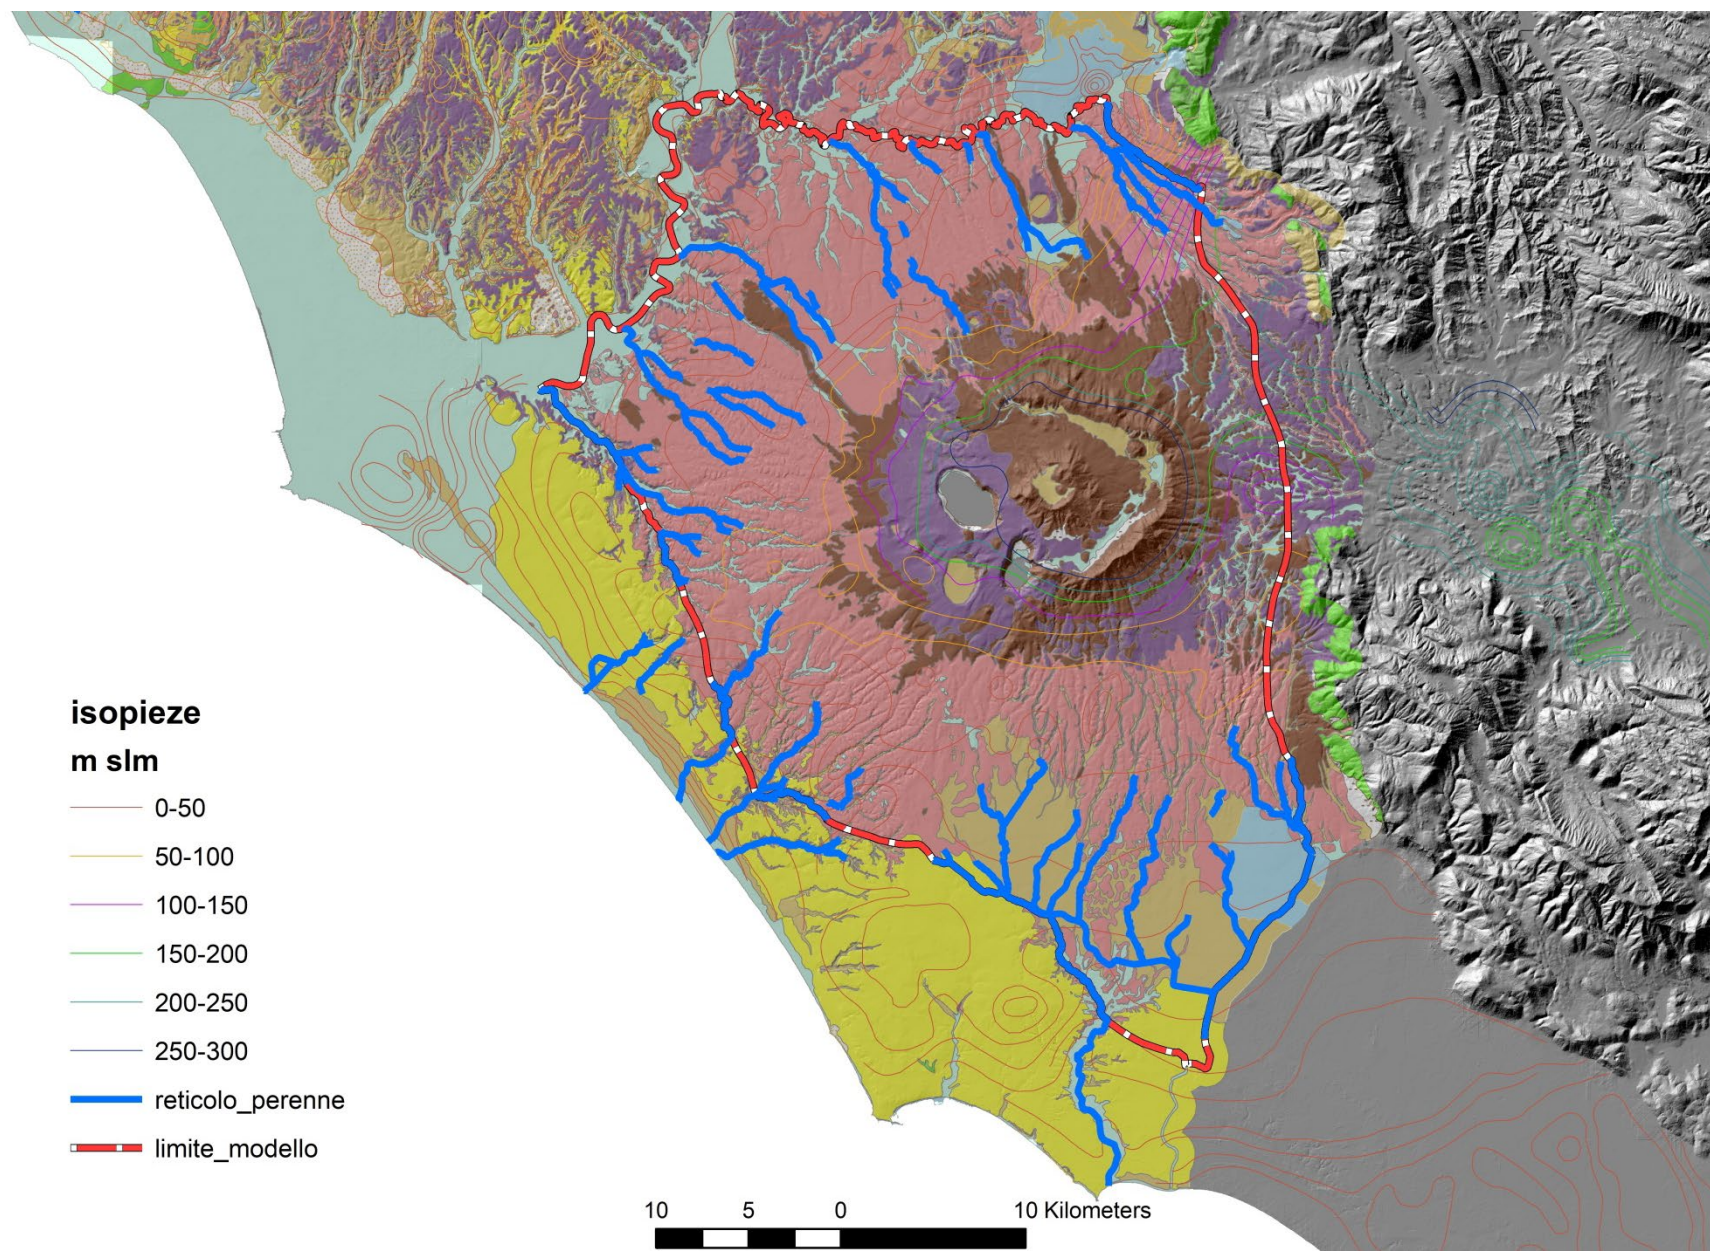 isopieze
m slm
0-50
50-100
100-150
150-200
200-250
250-300
reticolo_perenne
limite_modello
10 5 0 10 Kilometers